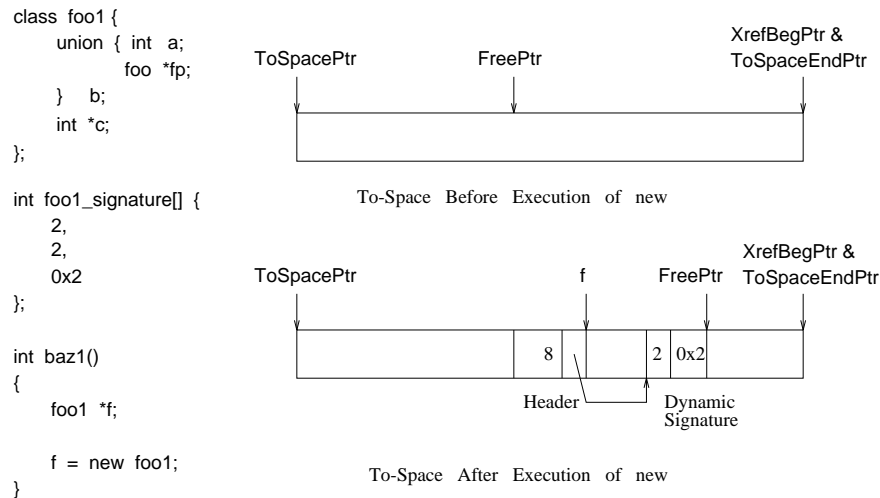 class foo1 {
union { int a;
foo *fp;
} b;
int *c;
};
int foo1_signature[] {
2,
2,
0x2
};
int baz1()
{
foo1 *f;
f = new foo1;
}
ToSpacePtr
FreePtr
XrefBegPtr &
ToSpaceEndPtr
To-Space Before Execution of new
ToSpacePtr
f
FreePtr
XrefBegPtr &
ToSpaceEndPtr
8
2
0x2
Header
Dynamic
Signature
To-Space After Execution of new